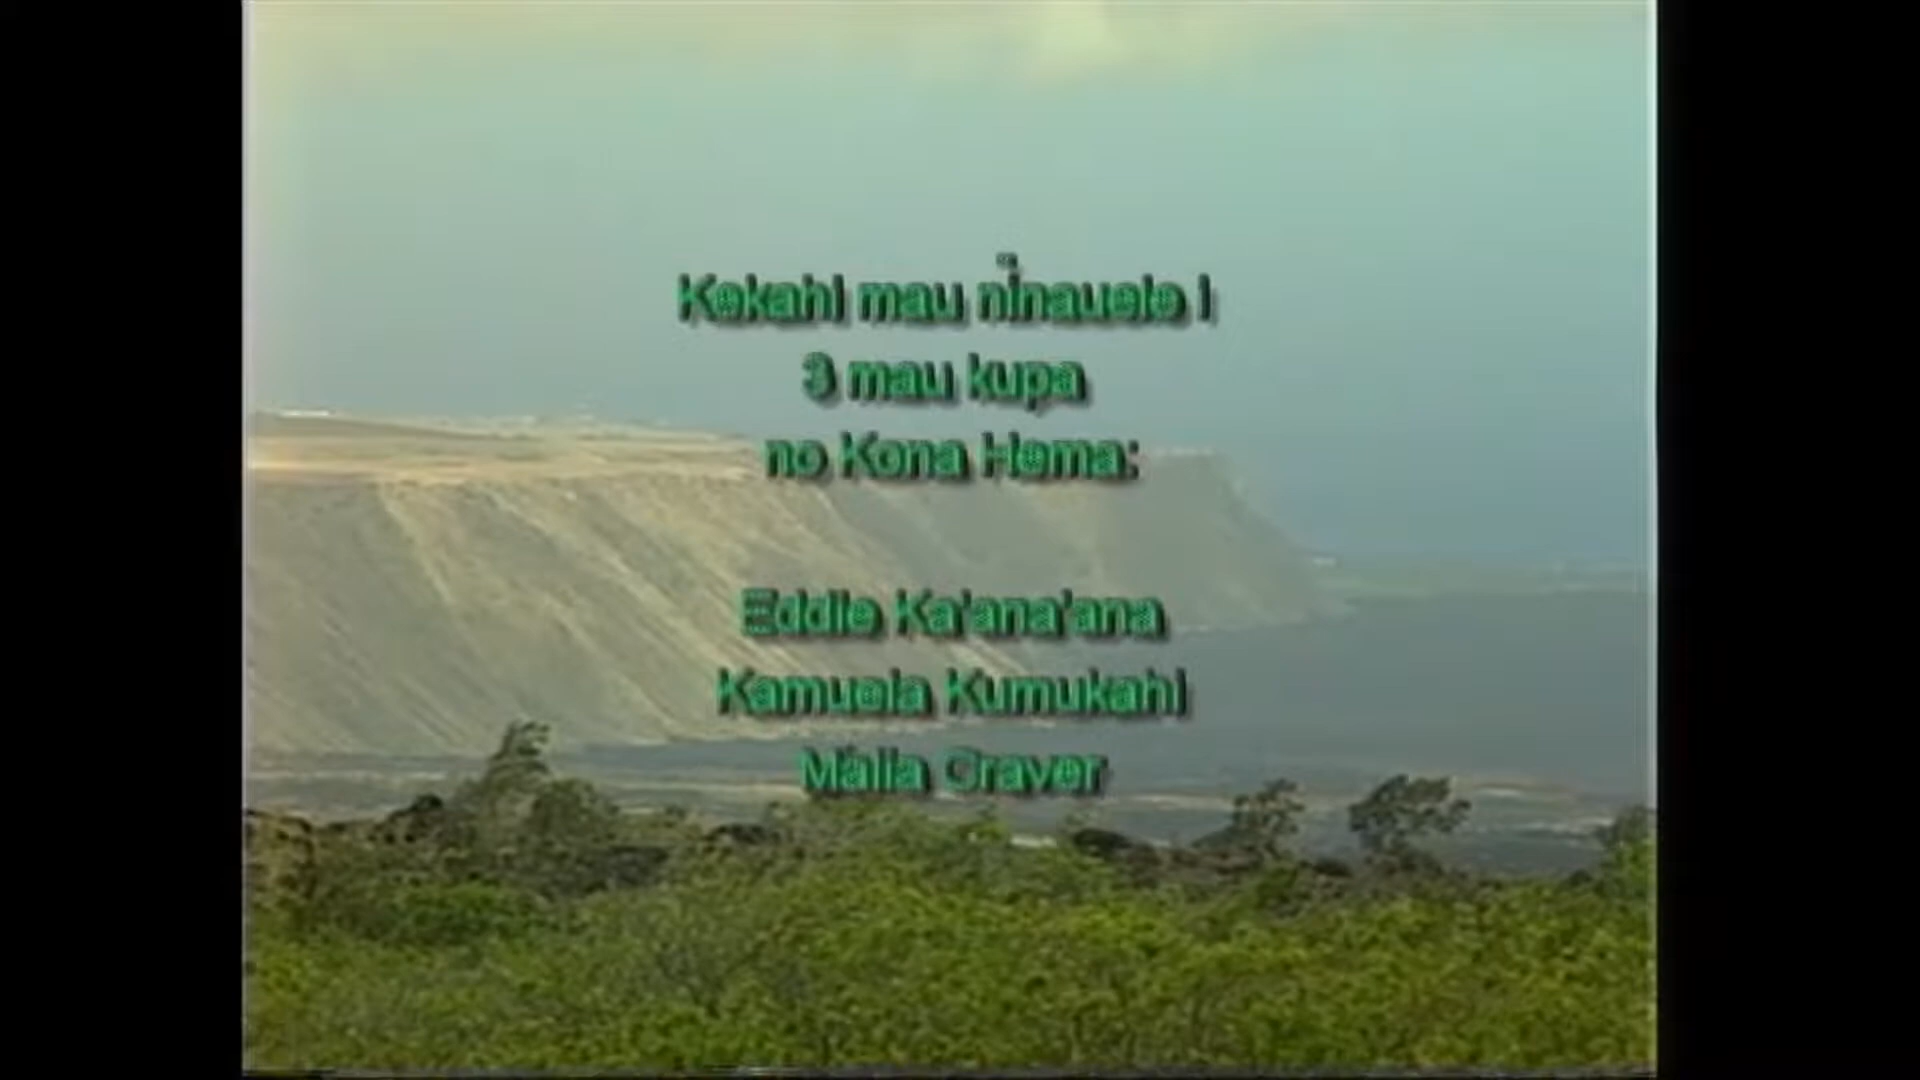 Kekahi mau nīnauele i
3 mau kupa
no Kona Hema:
Eddie Ka'ana'ana
Kamuela Kumukahi
Mālia Craver